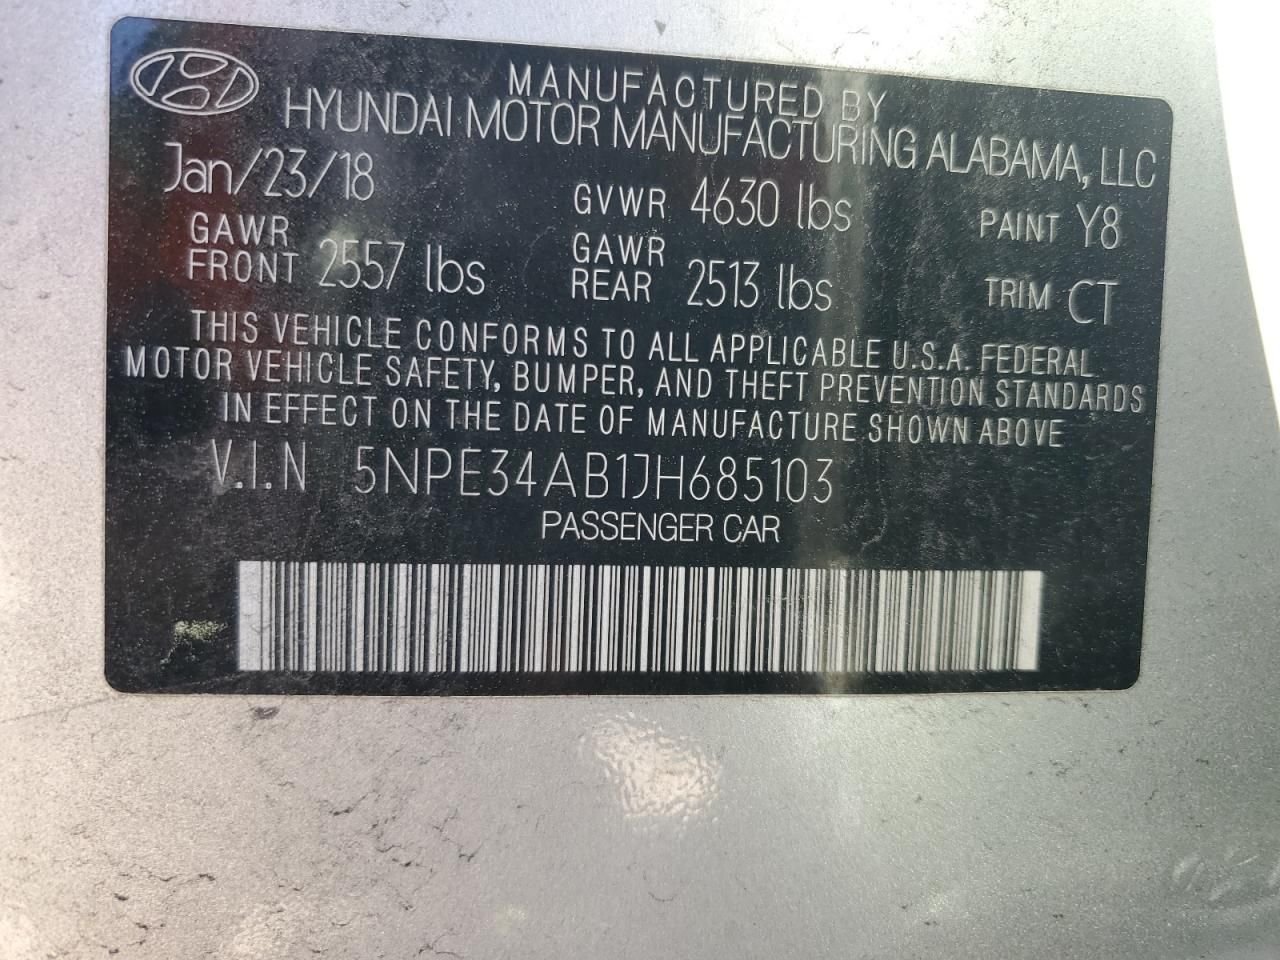 MANUFACTURED BY
HYUNDAI MOTOR MANUFACTURING ALABAMA, LLC
Jan/23/18 GVWR 4630 lbs PAINT Y8
GAWR FRONT 2557 lbs GAWR REAR 2513 lbs TRIM CT
THIS VEHICLE CONFORMS TO ALL APPLICABLE U.S.A. FEDERAL
MOTOR VEHICLE SAFETY, BUMPER, AND THEFT PREVENTION STANDARDS
IN EFFECT ON THE DATE OF MANUFACTURE SHOWN ABOVE
V.I.N 5NPE34AB1JH685103
PASSENGER CAR